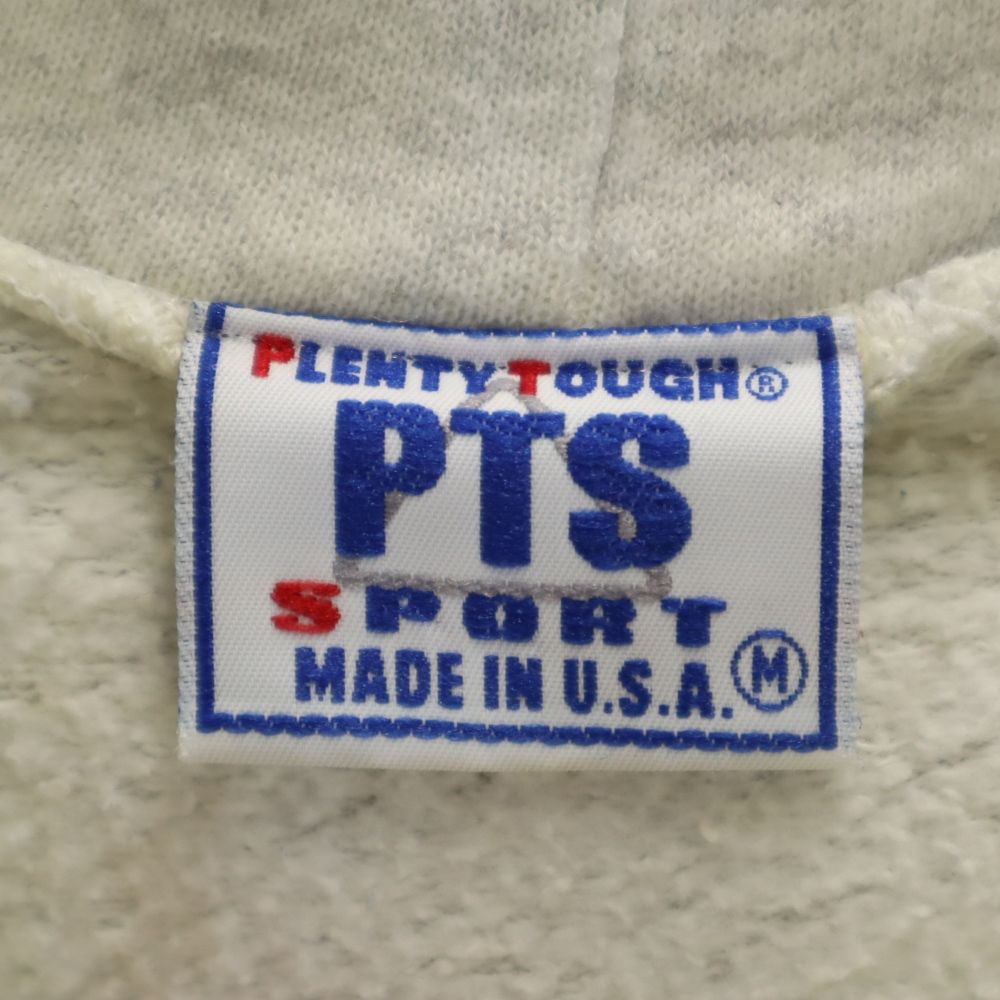 PLENTY TOUGH®
PTS
SPORT
MADE IN U.S.A. M